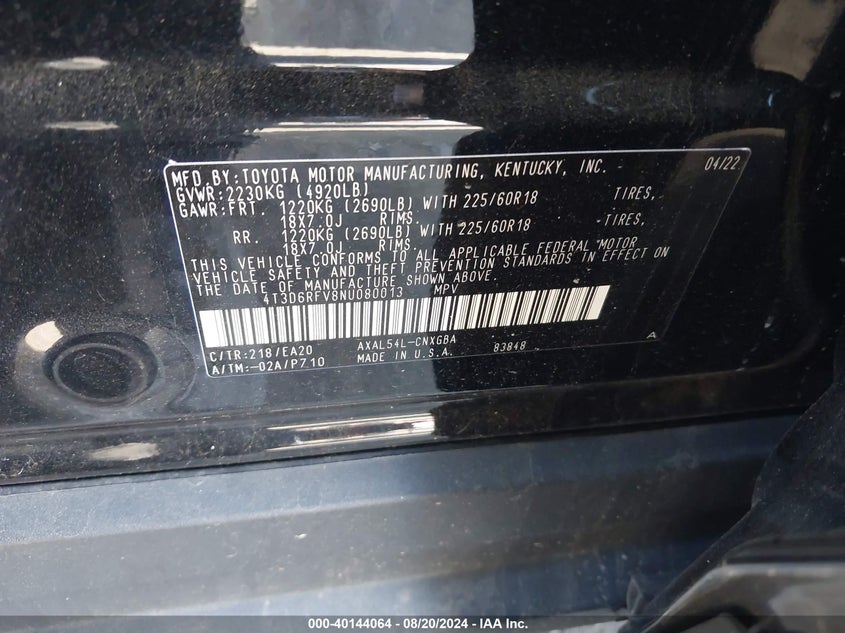 MFD.BY:TOYOTA MOTOR MANUFACTURING, KENTUCKY, INC. 04/22
GVWR:2230KG (4920LB)
GAWR:FRT. 1220KG (2690LB) WITH 225/60R18 TIRES,
18X7.0J RIMS.
RR. 1220KG (2690LB) WITH 225/60R18 TIRES,
18X7.0J RIMS.
THIS VEHICLE CONFORMS TO ALL APPLICABLE FEDERAL MOTOR
VEHICLE SAFETY AND THEFT PREVENTION STANDARDS IN EFFECT ON
THE DATE OF MANUFACTURE SHOWN ABOVE.
4T3D6RFV8NU080013 MPV
C/TR:218/EA20 AXAL54L-CNXGBA 83848 A
A/TM:-02A/P710 MADE IN U.S.A.
000-40144064 / 08/20/2024 - IAA Inc.